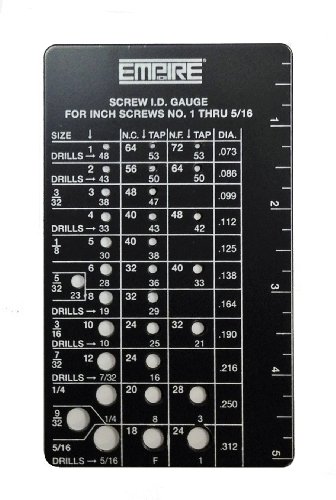 EMPIRE
SCREW I.D. GAUGE
FOR INCH SCREWS NO. 1 THRU 5/16
SIZE ↓ N.C. ↓ TAP N.F. ↓ TAP DIA.
1 64 72 .073
DRILLS → 48 53 53
2 56 64 .086
DRILLS → 43 50 50
3/32 3 48 .099
38 47
4 40 48 .112
DRILLS → 33 43 42
1/8 5 40 .125
30 38
6 32 40 .138
5/32 28 36 33
23 8 32 .164
DRILLS → 19 29
3/16 10 24 32 .190
DRILLS → 10 25 21
7/32 12 24 .216
DRILLS → 7/32 16
1/4 20 28 .250
9/32 1/4 8 3
5/16 18 24 .312
DRILLS → 5/16 F 1
1
2
3
4
5